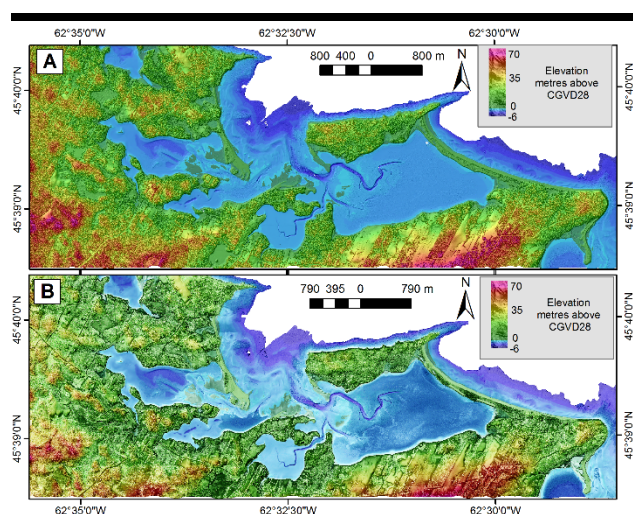 62°35'0"W 62°32'30"W 62°30'0"W
A
800 400 0 800 m
N
70
35
0
-6
Elevation
metres above
CGVD28
45°40'0"N
45°40'0"N
45°39'0"N
45°39'0"N
B
790 395 0 790 m
N
70
35
0
-6
Elevation
metres above
CGVD28
45°40'0"N
45°40'0"N
45°39'0"N
45°39'0"N
62°35'0"W 62°32'30"W 62°30'0"W